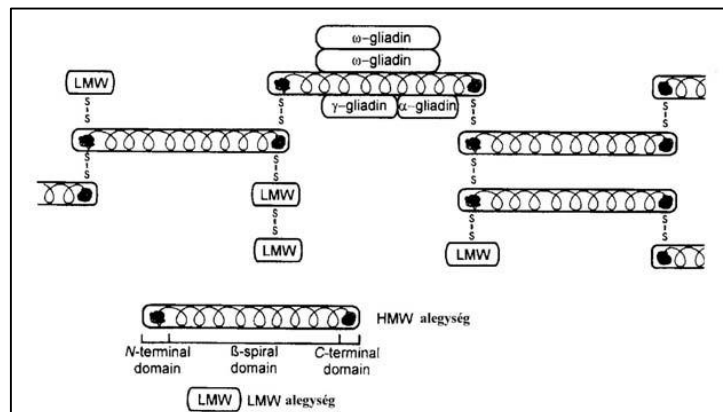 ω-gliadin
ω-gliadin
LMW
γ-gliadin α-gliadin
S
S
S
S
S
S
S
S
S
S
S
S
S
S
LMW
S
S
S
S
S
S
LMW
LMW
HMW alegység
N-terminal domain
ß-spiral domain
C-terminal domain
LMW LMW alegység